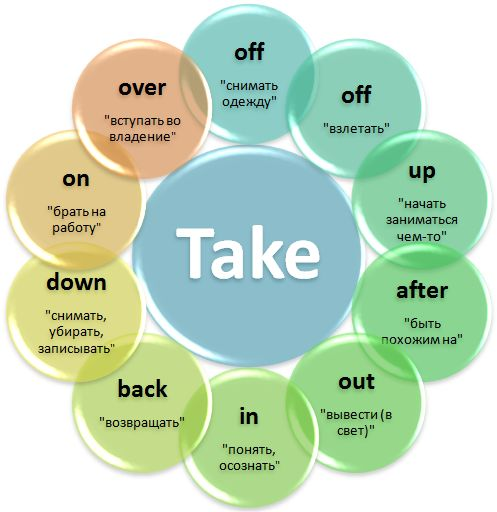 Take
off
"снимать
одежду"
off
"взлетать"
up
"начать
заниматься
чем-то"
after
"быть
похожим на"
out
"вывести (в
свет)"
in
"понять,
осознать"
back
"возвращать"
down
"снимать,
убирать,
записывать"
on
"брать на
работу"
over
"вступать во
владение"